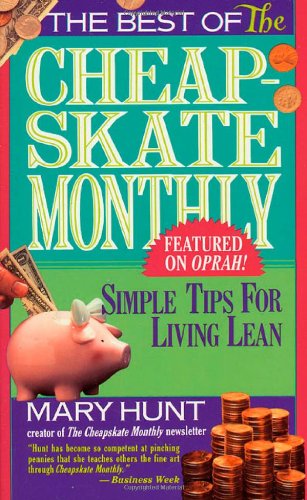 THE BEST OF The
CHEAP-
SKATE
MONTHLY
FEATURED
ON OPRAH!
SIMPLE TIPS FOR
LIVING LEAN
MARY HUNT
creator of The Cheapskate Monthly newsletter
"Hunt has become so competent at pinching
pennies that she teaches others the fine art
through Cheapskate Monthly."
—Business Week